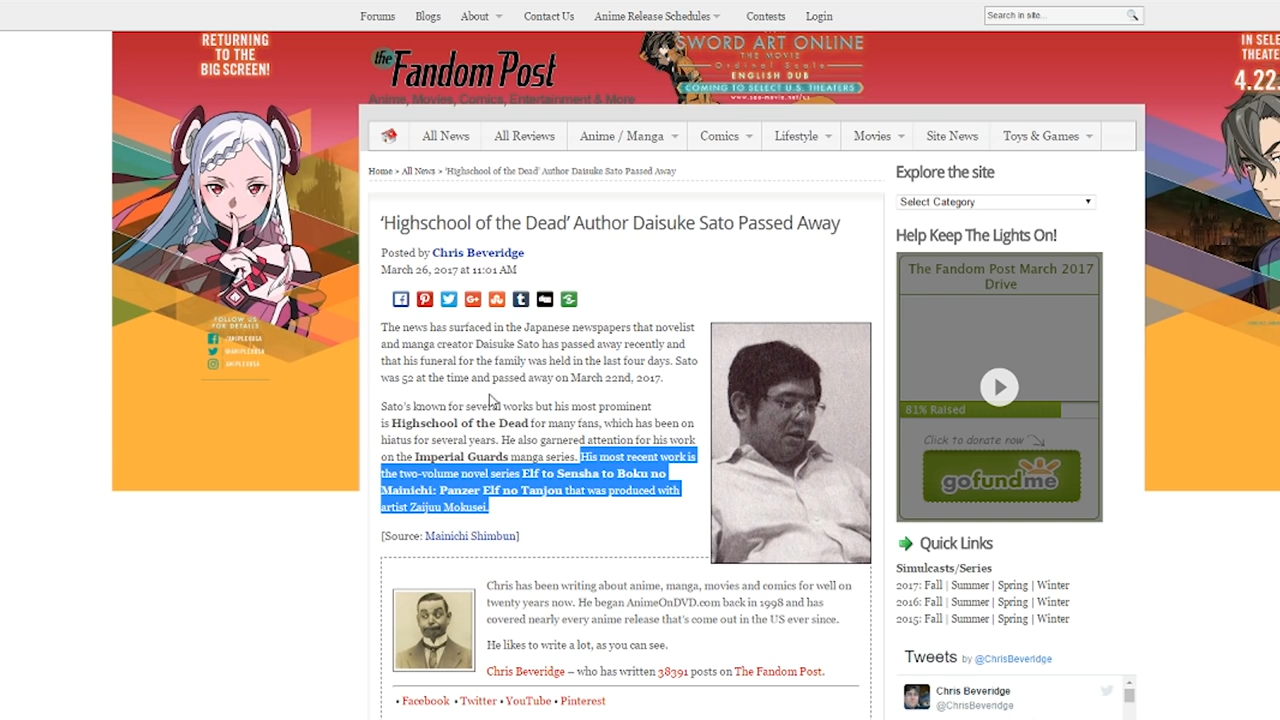 Forums Blogs About Contact Us Anime Release Schedules Contests Login Search in site...
RETURNING
TO THE
BIG SCREEN!
the Fandom Post
Anime, Movies, Comics, Entertainment & More
SWORD ART ONLINE
THE MOVIE
Ordinal Scale
ENGLISH DUB
COMING TO SELECT U.S. THEATERS
www.sao-movie.net/us
IN SELE
THEATE
4.22.
All News All Reviews Anime / Manga Comics Lifestyle Movies Site News Toys & Games
Home > All News > 'Highschool of the Dead' Author Daisuke Sato Passed Away
‘Highschool of the Dead’ Author Daisuke Sato Passed Away
Posted by Chris Beveridge
March 26, 2017 at 11:01 AM
The news has surfaced in the Japanese newspapers that novelist
and manga creator Daisuke Sato has passed away recently and
that his funeral for the family was held in the last four days. Sato
was 52 at the time and passed away on March 22nd, 2017.
Sato's known for several works but his most prominent
is Highschool of the Dead for many fans, which has been on
hiatus for several years. He also garnered attention for his work
on the Imperial Guards manga series. His most recent work is
the two-volume novel series Elf to Sensha to Boku no
Mainichi: Panzer Elf no Tanjou that was produced with
artist Zaijuu Mokusei.
[Source: Mainichi Shimbun]
Chris has been writing about anime, manga, movies and comics for well on
twenty years now. He began AnimeOnDVD.com back in 1998 and has
covered nearly every anime release that's come out in the US ever since.
He likes to write a lot, as you can see.
Chris Beveridge – who has written 38391 posts on The Fandom Post.
• Facebook • Twitter • YouTube • Pinterest
FOLLOW US
FOR DETAILS
/ANIPLEXUSA
@ANIPLEXUSA
ANIPLEXUSA
Explore the site
Select Category
Help Keep The Lights On!
The Fandom Post March 2017
Drive
81% Raised
Click to donate now
gofundme
Quick Links
Simulcasts/Series
2017: Fall | Summer | Spring | Winter
2016: Fall | Summer | Spring | Winter
2015: Fall | Summer | Spring | Winter
Tweets by @ChrisBeveridge
Chris Beveridge
@ChrisBeveridge